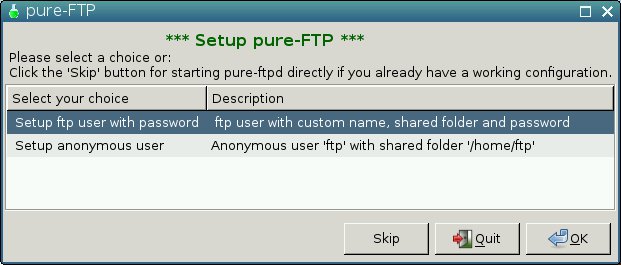 pure-FTP
*** Setup pure-FTP ***
Please select a choice or:
Click the 'Skip' button for starting pure-ftpd directly if you already have a working configuration.
Select your choice Description
Setup ftp user with password ftp user with custom name, shared folder and password
Setup anonymous user Anonymous user 'ftp' with shared folder '/home/ftp'
Skip Quit OK